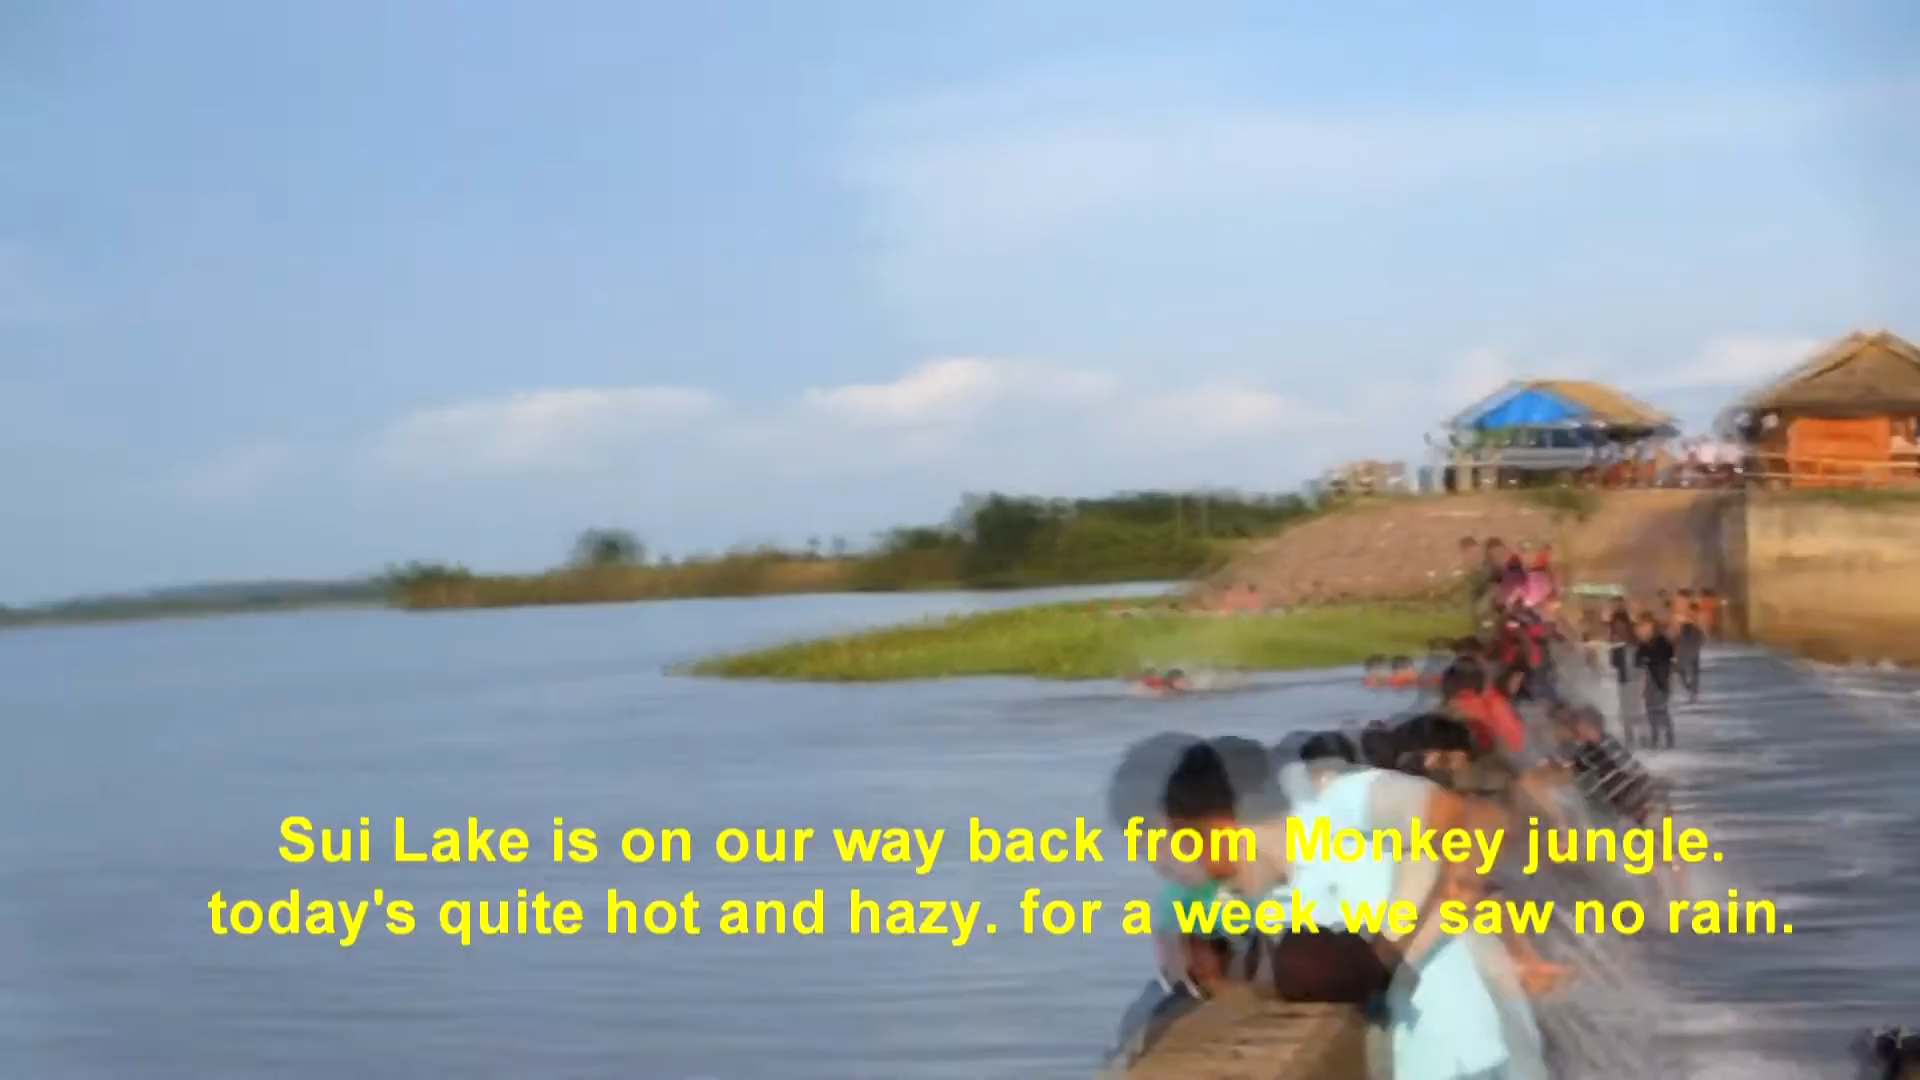 Sui Lake is on our way back from Monkey jungle.
today's quite hot and hazy. for a week we saw no rain.